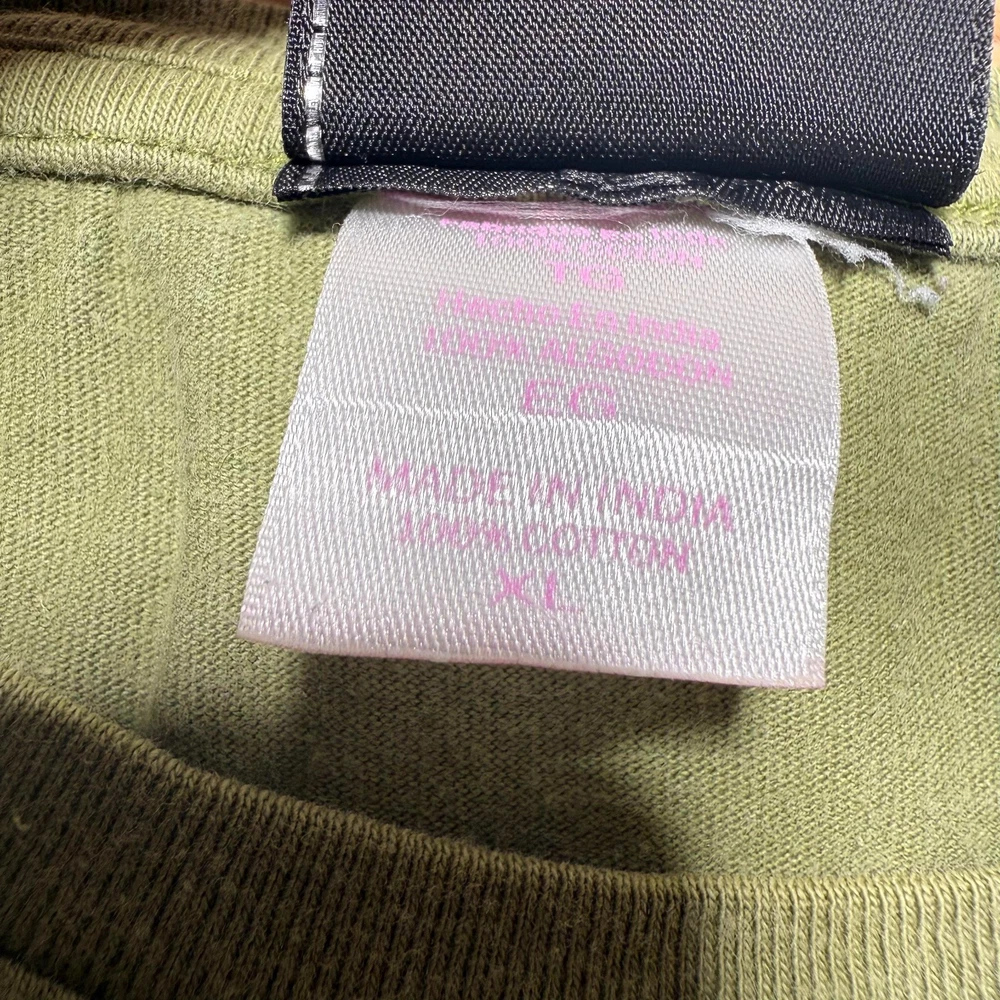 TG
Hecho En India
100% ALGODON
EG
MADE IN INDIA
100% COTTON
XL